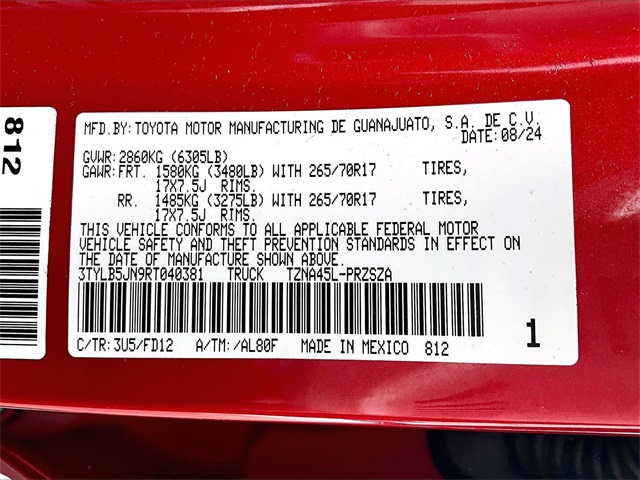 812
MFD.BY: TOYOTA MOTOR MANUFACTURING DE GUANAJUATO, S.A. DE C.V.
DATE: 08/24
GVWR: 2860KG (6305LB)
GAWR: FRT. 1580KG (3480LB) WITH 265/70R17 TIRES,
17X7.5J RIMS.
RR. 1485KG (3275LB) WITH 265/70R17 TIRES,
17X7.5J RIMS.
THIS VEHICLE CONFORMS TO ALL APPLICABLE FEDERAL MOTOR
VEHICLE SAFETY AND THEFT PREVENTION STANDARDS IN EFFECT ON
THE DATE OF MANUFACTURE SHOWN ABOVE.
3TYLB5JN9RT040381 TRUCK TZNA45L-PRZSZA
C/TR: 3U5/FD12 A/TM: /AL80F MADE IN MEXICO 812
1